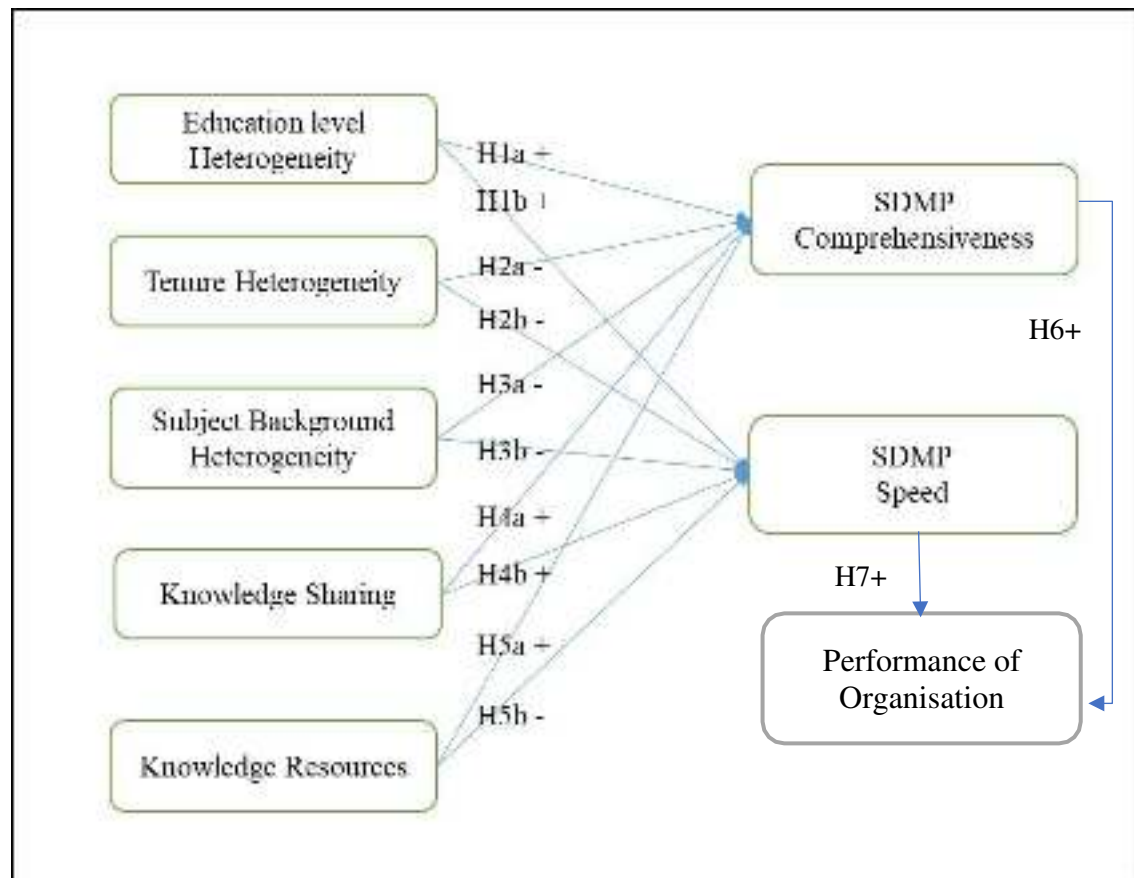 Education level
Heterogeneity
Tenure Heterogeneity
Subject Background
Heterogeneity
Knowledge Sharing
Knowledge Resources
H1a +
H1b +
H2a -
H2b -
H3a -
H3b -
H4a +
H4b +
H5a +
H5b -
SDMP
Comprehensiveness
H6+
SDMP
Speed
H7+
Performance of
Organisation